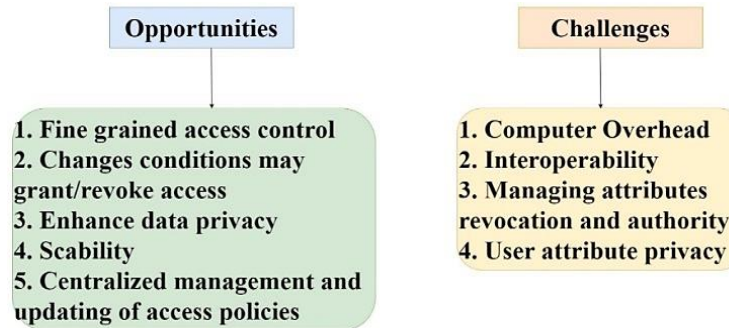 Opportunities
1. Fine grained access control
2. Changes conditions may
grant/revoke access
3. Enhance data privacy
4. Scability
5. Centralized management and
updating of access policies
Challenges
1. Computer Overhead
2. Interoperability
3. Managing attributes
revocation and authority
4. User attribute privacy